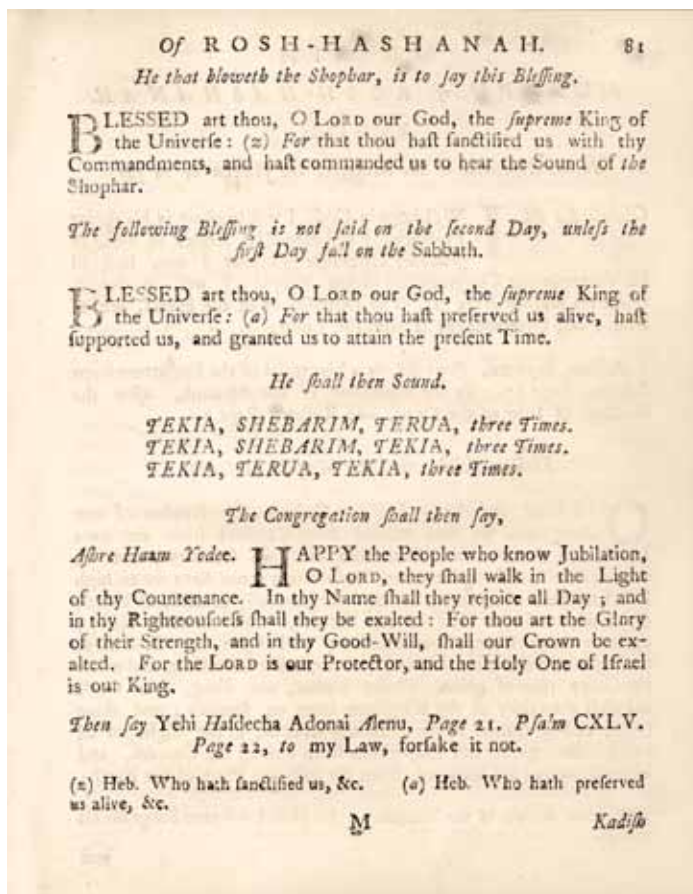 Of ROSH-HASHANAH. 81
He that bloweth the Shophar, is to ſay this Bleſſing.
BLESSED art thou, O LORD our God, the ſupreme King of
the Univerſe: (z) For that thou haſt ſanctified us with thy
Commandments, and haſt commanded us to hear the Sound of the
Shophar.
The following Bleſſing is not ſaid on the ſecond Day, unleſs the
firſt Day fall on the Sabbath.
BLESSED art thou, O LORD our God, the ſupreme King of
the Univerſe: (a) For that thou haſt preſerved us alive, haſt
ſupported us, and granted us to attain the preſent Time.
He ſhall then Sound.
TEKIA, SHEBARIM, TERUA, three Times.
TEKIA, SHEBARIM, TEKIA, three Times.
TEKIA, TERUA, TEKIA, three Times.
The Congregation ſhall then ſay,
Aſhre Haam Yodee. HAPPY the People who know Jubilation,
O LORD, they ſhall walk in the Light
of thy Countenance. In thy Name ſhall they rejoice all Day ; and
in thy Righteouſneſs ſhall they be exalted : For thou art the Glory
of their Strength, and in thy Good-Will, ſhall our Crown be ex-
alted. For the LORD is our Protector, and the Holy One of Iſrael
is our King.
Then ſay Yehi Haſdecha Adonai Alenu, Page 21. Pſalm CXLV.
Page 22, to my Law, forſake it not.
(z) Heb. Who hath ſanctified us, &c. (a) Heb. Who hath preſerved
us alive, &c.
M Kadiſh